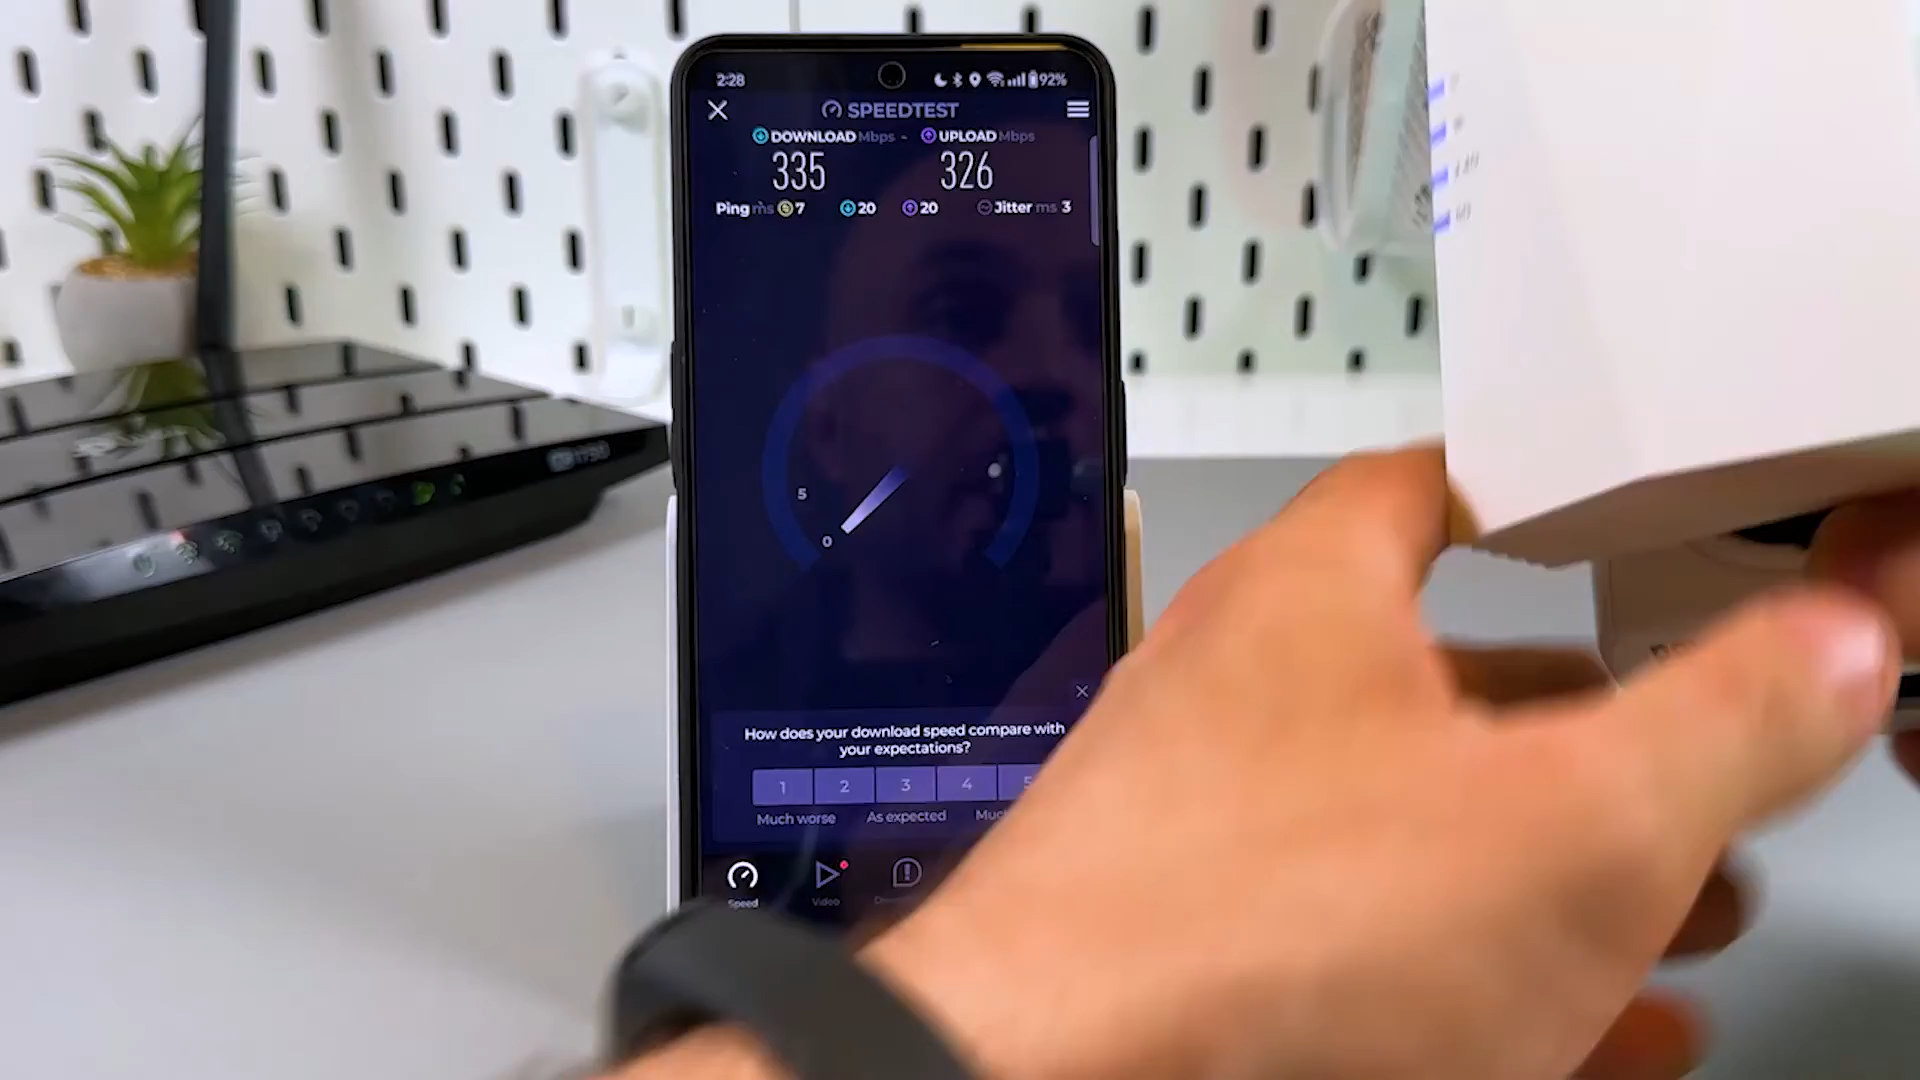 2:28 92%
SPEEDTEST
DOWNLOAD Mbps - UPLOAD Mbps
335 326
Ping ms 7 20 20 Jitter ms 3
5
0
How does your download speed compare with
your expectations?
1 2 3 4 5
Much worse As expected
Speed Video